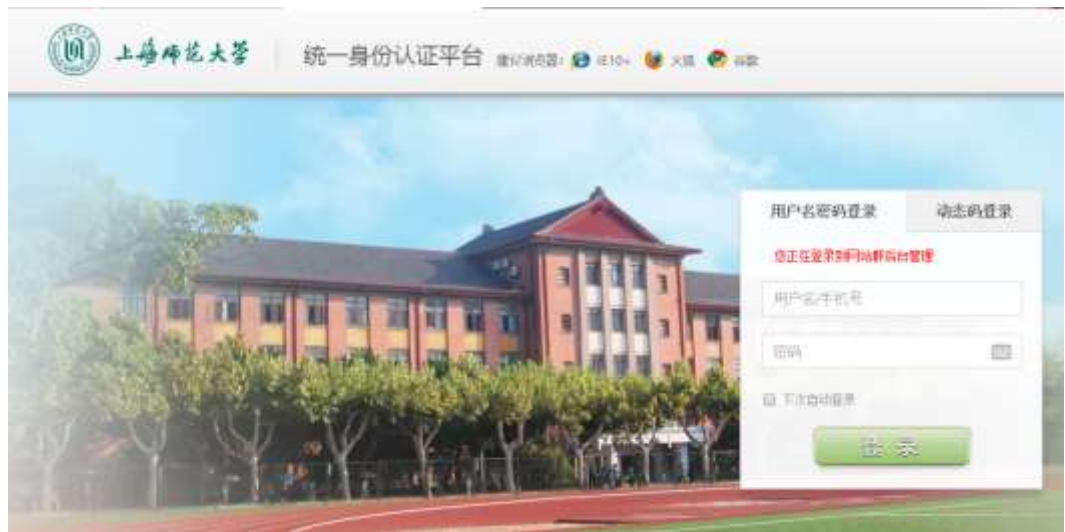 上海师范大学
统一身份认证平台 建议浏览器: IE10+ 火狐 谷歌
用户名密码登录 动态码登录
您正在登录到网站群后台管理
用户名/手机号
密码
下次自动登录
登 录